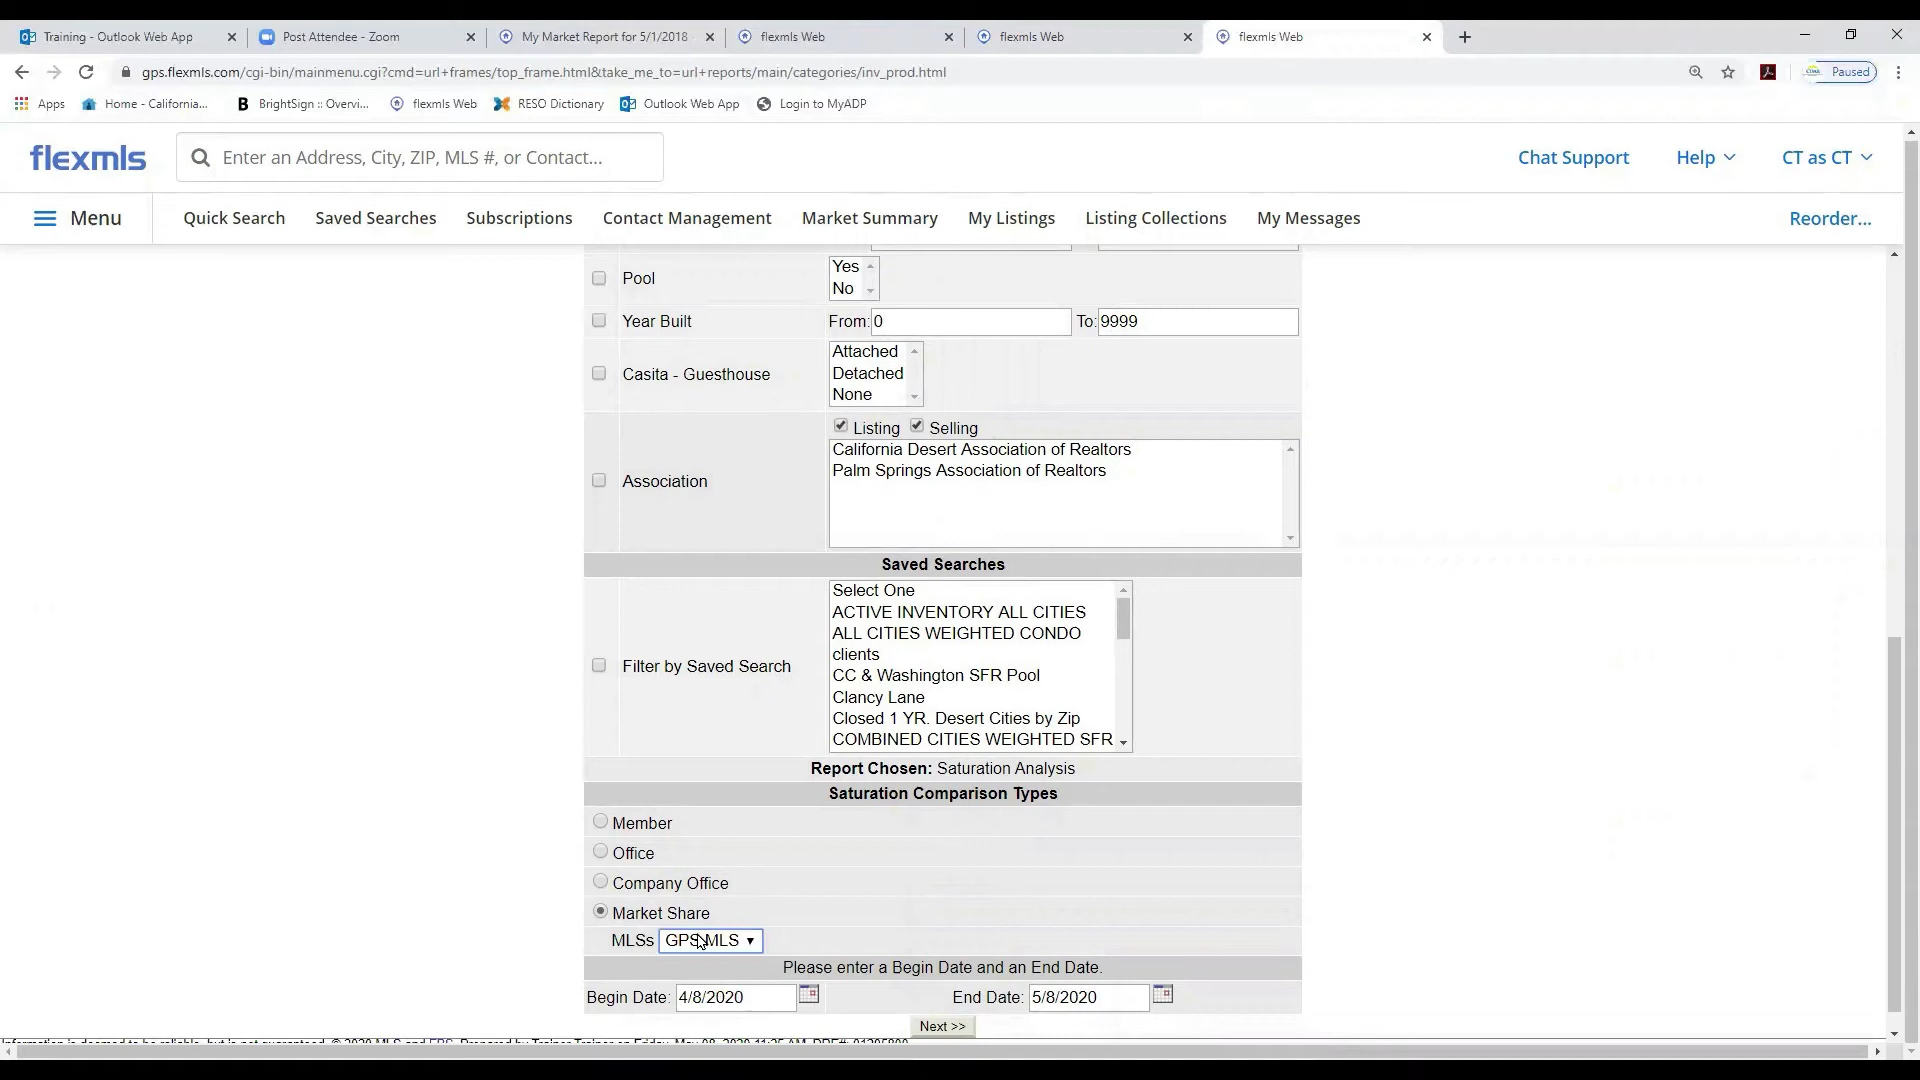 Training - Outlook Web App
Post Attendee - Zoom
My Market Report for 5/1/2018
flexmls Web
flexmls Web
flexmls Web
gps.flexmls.com/cgi-bin/mainmenu.cgi?cmd=url+frames/top_frame.html&take_me_to=url+reports/main/categories/inv_prod.html
Paused
Apps
Home - California...
BrightSign :: Overvi...
flexmls Web
RESO Dictionary
Outlook Web App
Login to MyADP
flexmls
Enter an Address, City, ZIP, MLS #, or Contact...
Chat Support
Help
CT as CT
Menu
Quick Search
Saved Searches
Subscriptions
Contact Management
Market Summary
My Listings
Listing Collections
My Messages
Reorder...
Pool
Yes
No
Year Built
From: 0
To: 9999
Casita - Guesthouse
Attached
Detached
None
Listing
Selling
Association
California Desert Association of Realtors
Palm Springs Association of Realtors
Saved Searches
Filter by Saved Search
Select One
ACTIVE INVENTORY ALL CITIES
ALL CITIES WEIGHTED CONDO
clients
CC & Washington SFR Pool
Clancy Lane
Closed 1 YR. Desert Cities by Zip
COMBINED CITIES WEIGHTED SFR
Report Chosen: Saturation Analysis
Saturation Comparison Types
Member
Office
Company Office
Market Share
MLSs GPS MLS
Please enter a Begin Date and an End Date.
Begin Date: 4/8/2020
End Date: 5/8/2020
Next >>